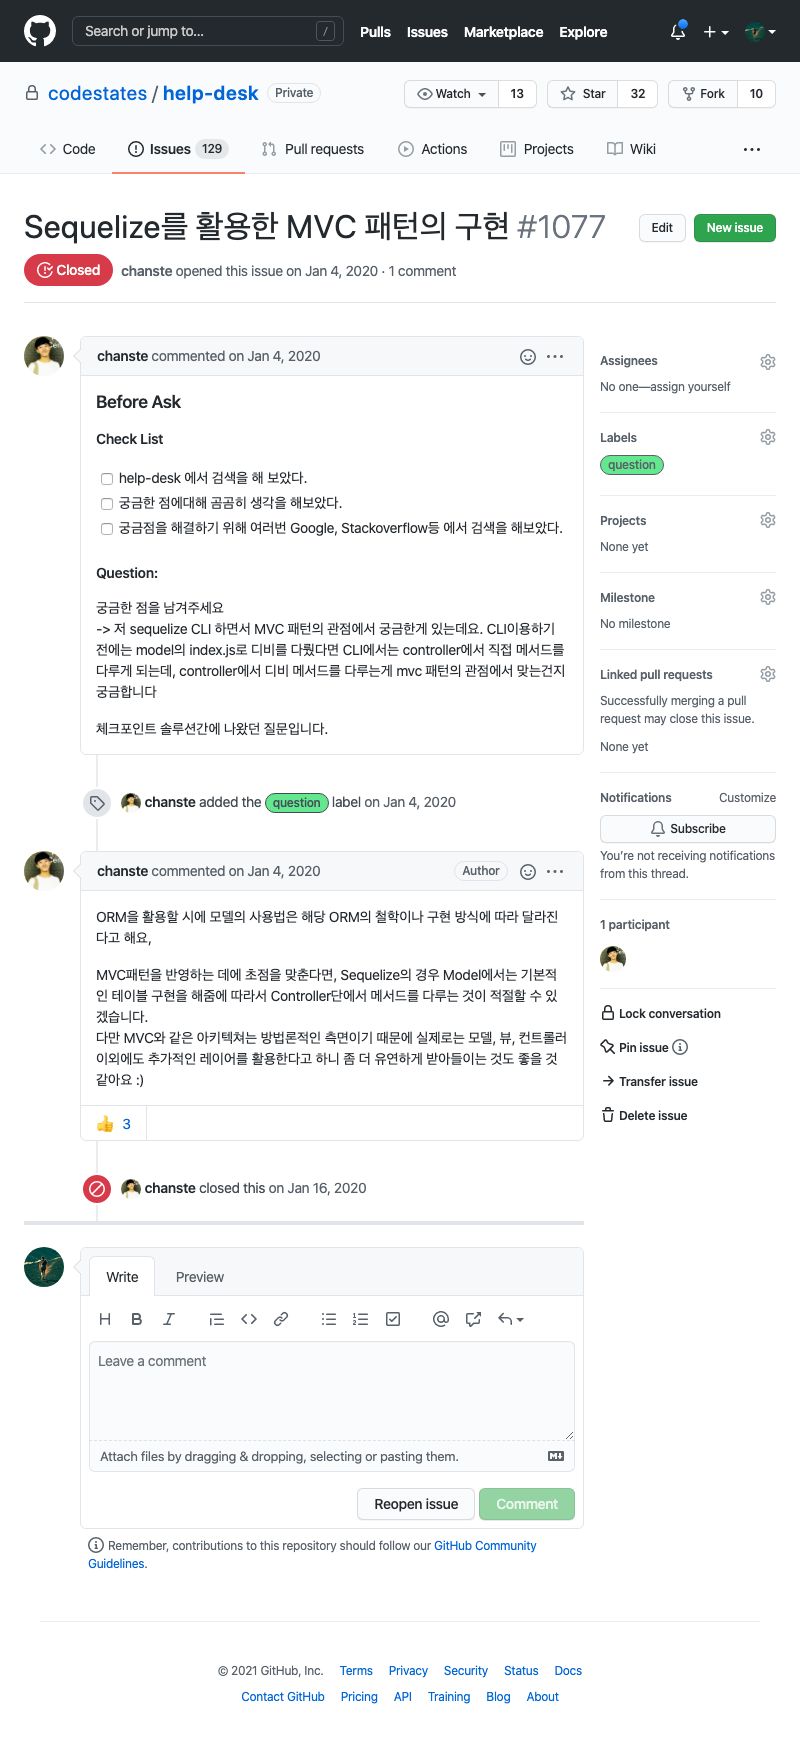 Search or jump to...
/
Pulls
Issues
Marketplace
Explore
codestates / help-desk
Private
Watch
13
Star
32
Fork
10
Code
Issues
129
Pull requests
Actions
Projects
Wiki
Sequelize를 활용한 MVC 패턴의 구현 #1077
Edit
New issue
Closed
chanste opened this issue on Jan 4, 2020 · 1 comment
chanste commented on Jan 4, 2020
Before Ask
Check List
help-desk 에서 검색을 해 보았다.
궁금한 점에대해 곰곰히 생각을 해보았다.
궁금점을 해결하기 위해 여러번 Google, Stackoverflow등 에서 검색을 해보았다.
Question:
궁금한 점을 남겨주세요
-> 저 sequelize CLI 하면서 MVC 패턴의 관점에서 궁금한게 있는데요. CLI이용하기
전에는 model의 index.js로 디비를 다뤘다면 CLI에서는 controller에서 직접 메서드를
다루게 되는데, controller에서 디비 메서드를 다루는게 mvc 패턴의 관점에서 맞는건지
궁금합니다
체크포인트 솔루션간에 나왔던 질문입니다.
chanste added the question label on Jan 4, 2020
chanste commented on Jan 4, 2020
Author
ORM을 활용할 시에 모델의 사용법은 해당 ORM의 철학이나 구현 방식에 따라 달라진
다고 해요,
MVC패턴을 반영하는 데에 초점을 맞춘다면, Sequelize의 경우 Model에서는 기본적
인 테이블 구현을 해줌에 따라서 Controller단에서 메서드를 다루는 것이 적절할 수 있
겠습니다.
다만 MVC와 같은 아키텍쳐는 방법론적인 측면이기 때문에 실제로는 모델, 뷰, 컨트롤러
이외에도 추가적인 레이어를 활용한다고 하니 좀 더 유연하게 받아들이는 것도 좋을 것
같아요 :)
👍 3
chanste closed this on Jan 16, 2020
Write
Preview
H B I
Leave a comment
Attach files by dragging & dropping, selecting or pasting them.
Reopen issue
Comment
Remember, contributions to this repository should follow our GitHub Community
Guidelines.
Assignees
No one—assign yourself
Labels
question
Projects
None yet
Milestone
No milestone
Linked pull requests
Successfully merging a pull
request may close this issue.
None yet
Notifications
Customize
Subscribe
You're not receiving notifications
from this thread.
1 participant
Lock conversation
Pin issue
Transfer issue
Delete issue
© 2021 GitHub, Inc.
Terms
Privacy
Security
Status
Docs
Contact GitHub
Pricing
API
Training
Blog
About